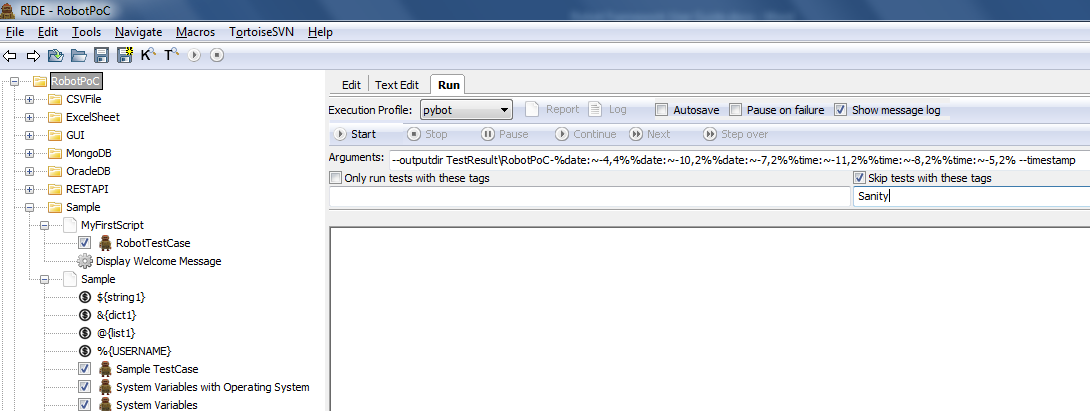 RIDE - RobotPoC
File Edit Tools Navigate Macros TortoiseSVN Help
K T
RobotPoC
CSVFile
ExcelSheet
GUI
MongoDB
OracleDB
RESTAPI
Sample
MyFirstScript
RobotTestCase
Display Welcome Message
Sample
${string1}
&{dict1}
@{list1}
%{USERNAME}
Sample TestCase
System Variables with Operating System
System Variables
Edit Text Edit Run
Execution Profile: pybot Report Log Autosave Pause on failure Show message log
Start Stop Pause Continue Next Step over
Arguments: --outputdir TestResult\RobotPoC-%date:~-4,4%%date:~-10,2%%date:~-7,2%%time:~-11,2%%time:~-8,2%%time:~-5,2% --timestamp
Only run tests with these tags Skip tests with these tags
Sanity